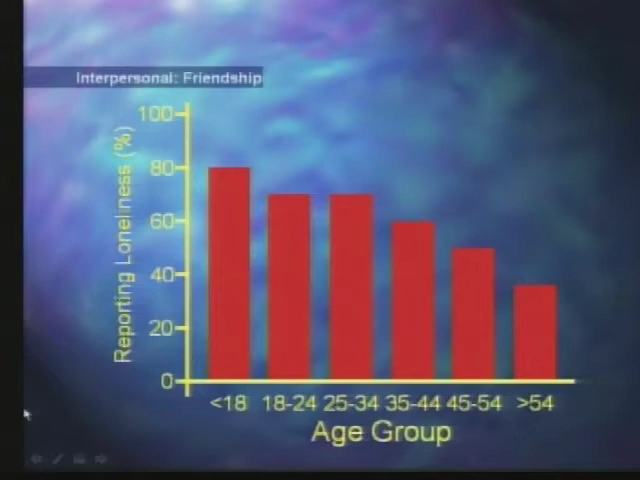 Interpersonal: Friendship
Reporting Loneliness (%)
100
80
60
40
20
0
<18 18-24 25-34 35-44 45-54 >54
Age Group